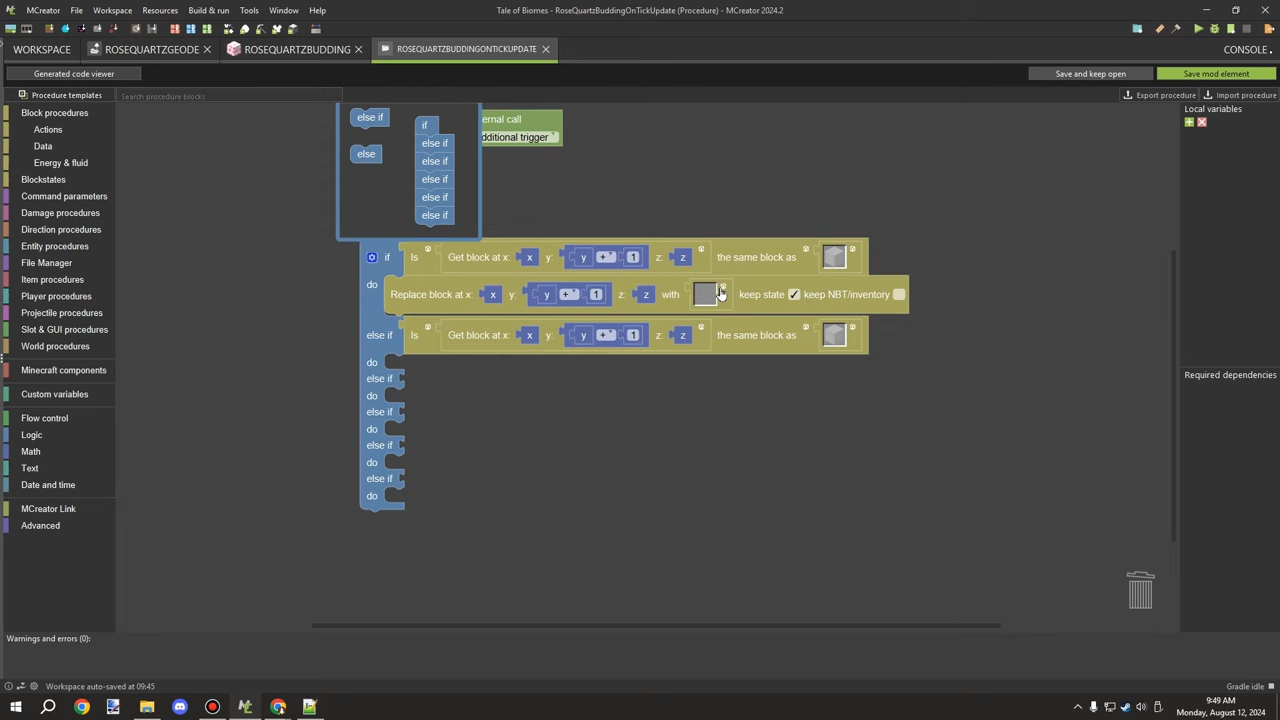 MCreator File Workspace Resources Build & run Tools Window Help
Tale of Biomes - RoseQuartzBuddingOnTickUpdate (Procedure) - MCreator 2024.2
WORKSPACE ROSEQUARTZGEODE ROSEQUARTZBUDDING ROSEQUARTZBUDDINGONTICKUPDATE CONSOLE
Generated code viewer Save and keep open Save mod element
Procedure templates Search procedure blocks Export procedure Import procedure
Block procedures
Actions
Data
Energy & fluid
Blockstates
Command parameters
Damage procedures
Direction procedures
Entity procedures
File Manager
Item procedures
Player procedures
Projectile procedures
Slot & GUI procedures
World procedures
Minecraft components
Custom variables
Flow control
Logic
Math
Text
Date and time
MCreator Link
Advanced
else if
else
if
else if
else if
else if
else if
else if
ernal call
dditional trigger
if Is Get block at x: x y: y + 1 z: z the same block as
do Replace block at x: x y: y + 1 z: z with keep state keep NBT/inventory
else if Is Get block at x: x y: y + 1 z: z the same block as
do
else if
do
else if
do
else if
do
else if
do
Local variables
Required dependencies
Warnings and errors (0):
Workspace auto-saved at 09:45 Gradle idle
9:49 AM
Monday, August 12, 2024